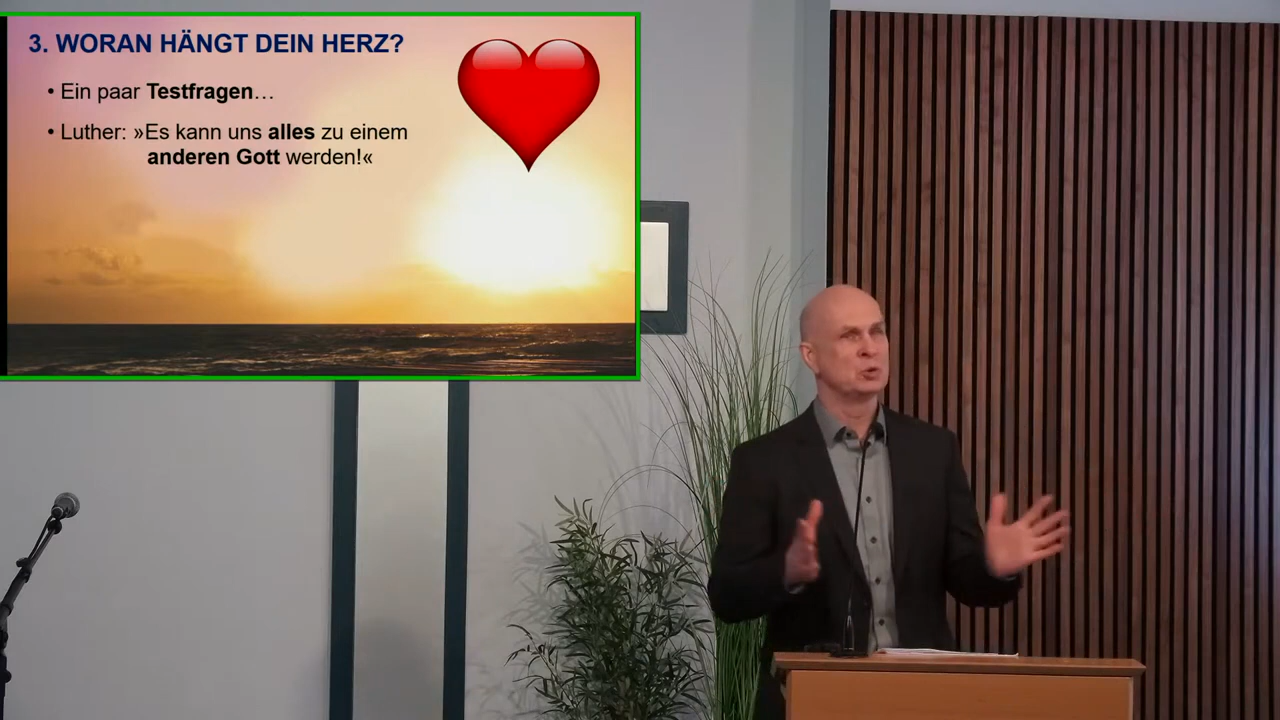 3. WORAN HÄNGT DEIN HERZ?
• Ein paar Testfragen…
• Luther: »Es kann uns alles zu einem
anderen Gott werden!«